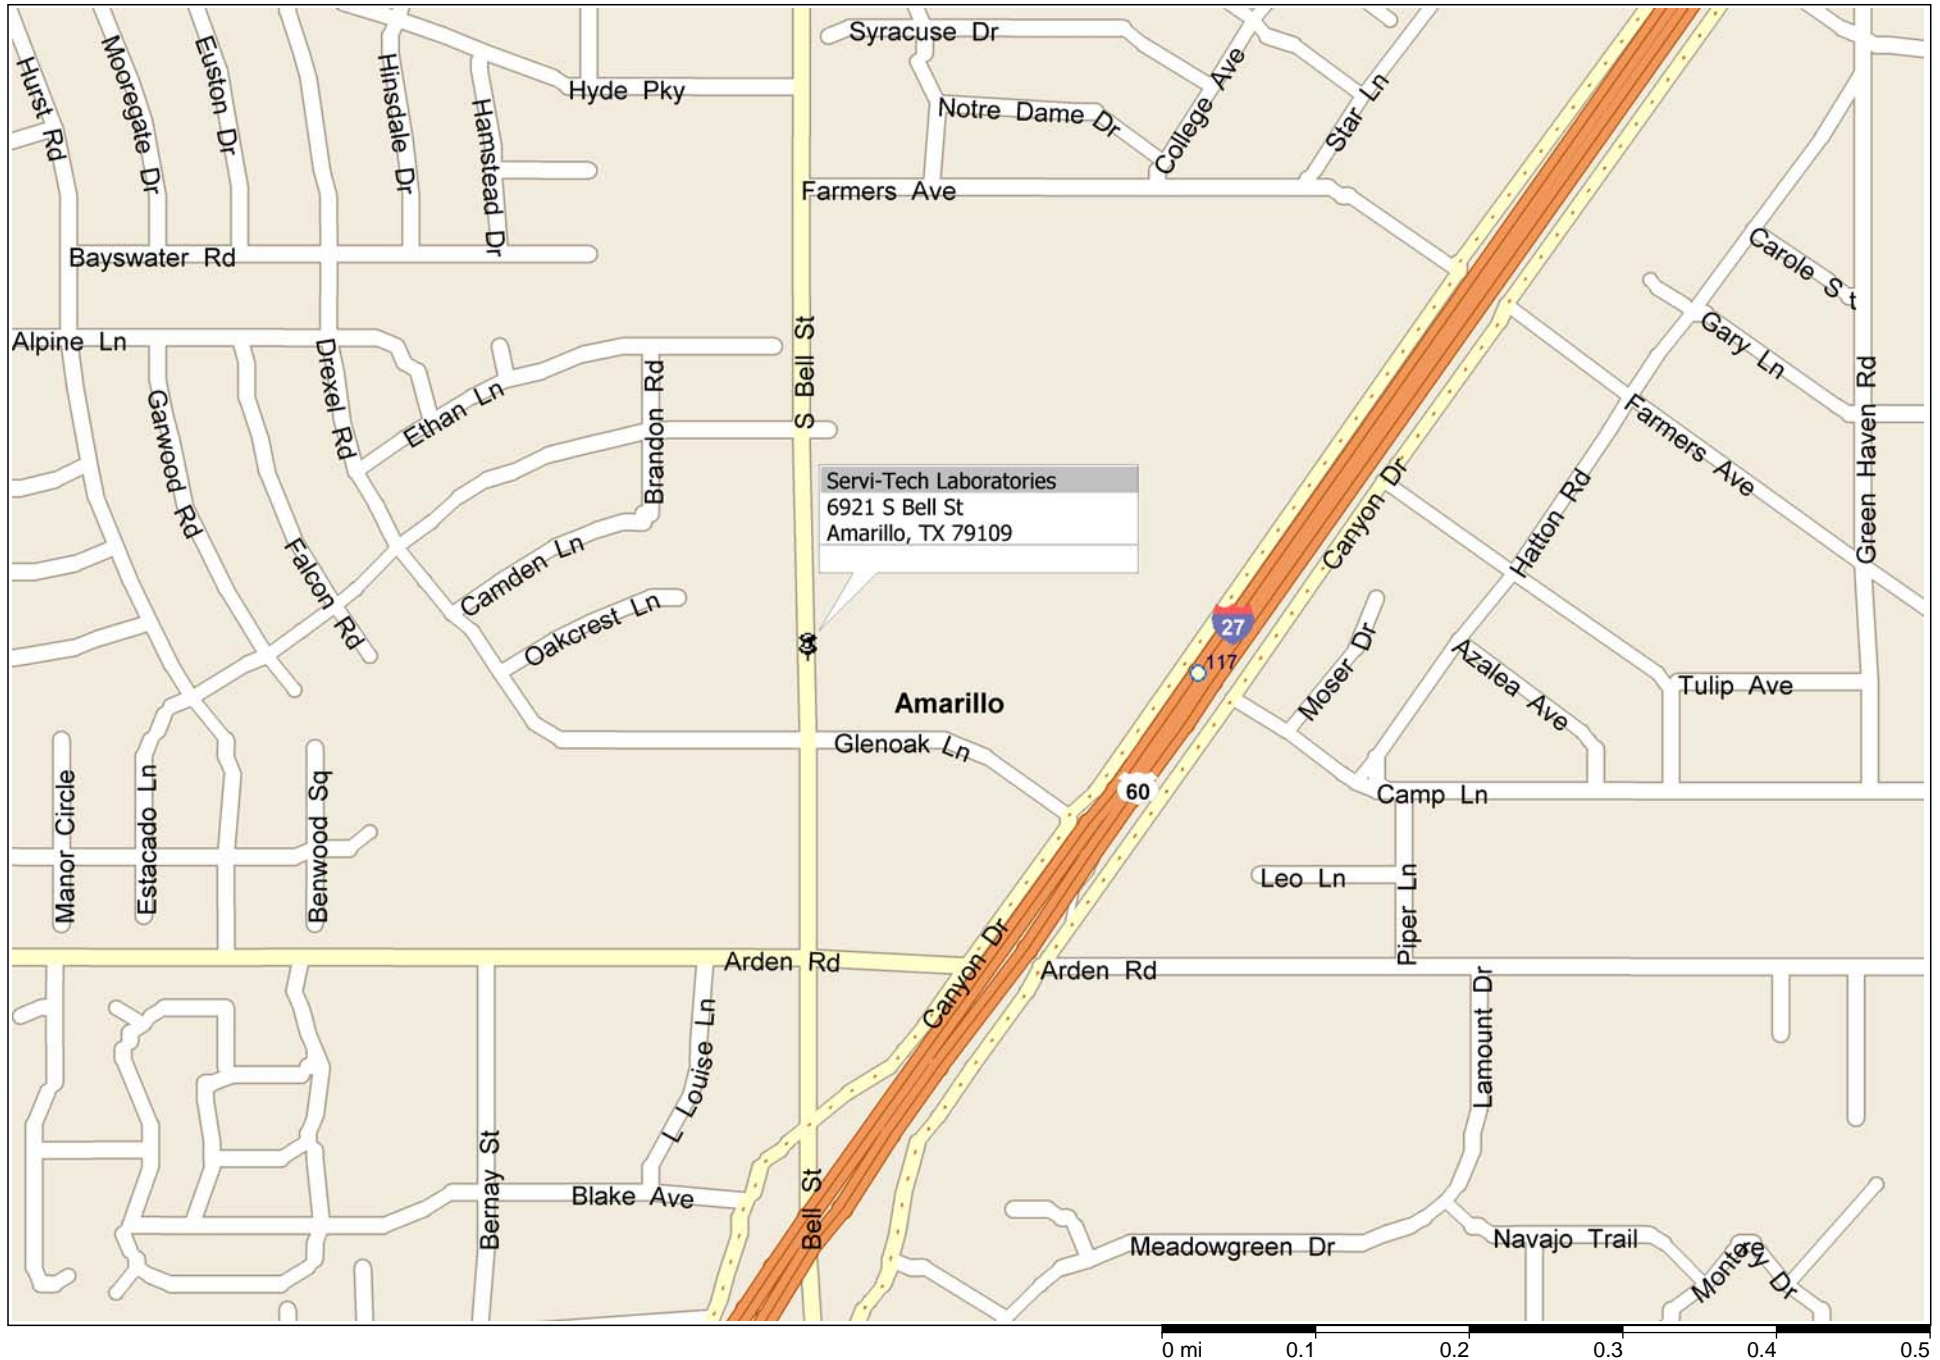 Syracuse Dr
Hurst Rd
Mooregate Dr
Euston Dr
Hinsdale Dr
Hamstead Dr
Hyde Pky
Notre Dame Dr
College Ave
Star Ln
Farmers Ave
Bayswater Rd
Carole S t
Alpine Ln
S Bell St
Gary Ln
Drexel Rd
Ethan Ln
Brandon Rd
Garwood Rd
Farmers Ave
Green Haven Rd
Servi-Tech Laboratories
6921 S Bell St
Amarillo, TX 79109
Canyon Dr
Hatton Rd
Falcon Rd
Camden Ln
Oakcrest Ln
27
117
Moser Dr
Azalea Ave
Tulip Ave
Amarillo
Glenoak Ln
60
Camp Ln
Manor Circle
Estacado Ln
Benwood Sq
Leo Ln
Piper Ln
Arden Rd
Canyon Dr
Arden Rd
L Louise Ln
Lamount Dr
Bernay St
Blake Ave
Bell St
Meadowgreen Dr
Navajo Trail
Monterey Dr
0 mi 0.1 0.2 0.3 0.4 0.5